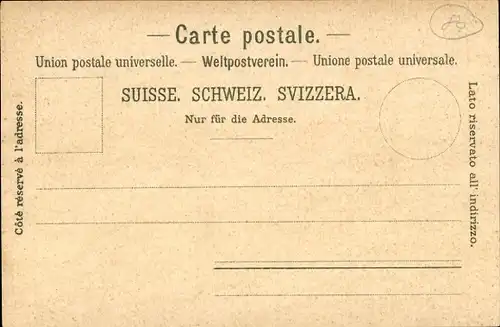 — Carte postale. —
Union postale universelle. — Weltpostverein. — Unione postale universale.
SUISSE. SCHWEIZ. SVIZZERA.
Nur für die Adresse.
Côté réservé à l'adresse.
Lato riservato all' indirizzo.